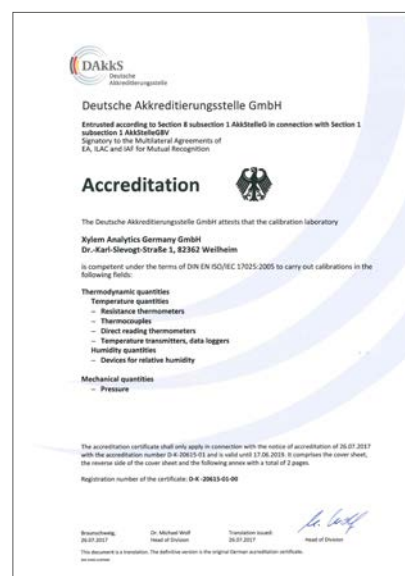 DAkkS
Deutsche
Akkreditierungsstelle
Deutsche Akkreditierungsstelle GmbH
Entrusted according to Section 8 subsection 1 AkkStelleG in connection with Section 1
subsection 1 AkkStelleGBV
Signatory to the Multilateral Agreements of
EA, ILAC and IAF for Mutual Recognition
Accreditation
The Deutsche Akkreditierungsstelle GmbH attests that the calibration laboratory
Xylem Analytics Germany GmbH
Dr.-Karl-Slevogt-Straße 1, 82362 Weilheim
is competent under the terms of DIN EN ISO/IEC 17025:2005 to carry out calibrations in the
following fields:
Thermodynamic quantities
Temperature quantities
– Resistance thermometers
– Thermocouples
– Direct reading thermometers
– Temperature transmitters, data loggers
Humidity quantities
– Devices for relative humidity
Mechanical quantities
– Pressure
The accreditation certificate shall only apply in connection with the notice of accreditation of 26.07.2017
with the accreditation number D-K-20615-01 and is valid until 17.06.2019. It comprises the cover sheet,
the reverse side of the cover sheet and the following annex with a total of 2 pages.
Registration number of the certificate: D-K-20615-01-00
Braunschweig,
26.07.2017
Dr. Michael Wolf
Head of Division
Translation issued:
26.07.2017
Head of Division
This document is a translation. The definitive version is the original German accreditation certificate.